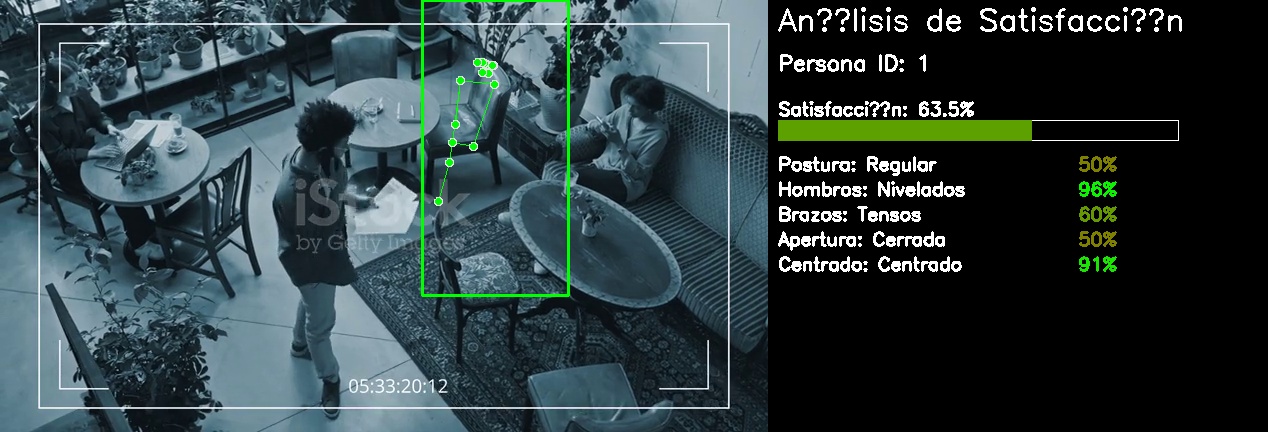 iStock
by Getty Images
05:33:20:12
An??lisis de Satisfacci??n
Persona ID: 1
Satisfacci??n: 63.5%
Postura: Regular 50%
Hombros: Nivelados 96%
Brazos: Tensos 60%
Apertura: Cerrada 50%
Centrado: Centrado 91%